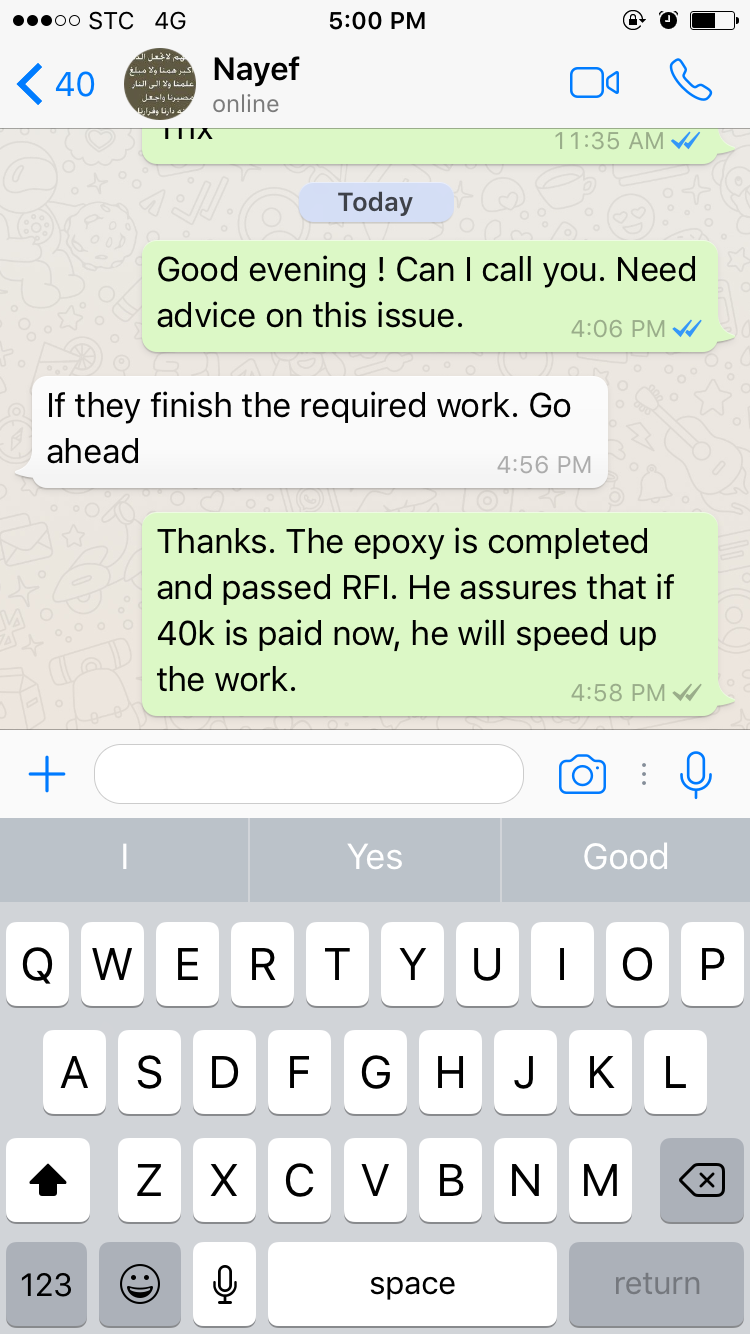 STC 4G 5:00 PM
40
Nayef
online
11:35 AM
Today
Good evening ! Can I call you. Need
advice on this issue.
4:06 PM
If they finish the required work. Go
ahead
4:56 PM
Thanks. The epoxy is completed
and passed RFI. He assures that if
40k is paid now, he will speed up
the work.
4:58 PM
I Yes Good
Q W E R T Y U I O P
A S D F G H J K L
Z X C V B N M
123 space return